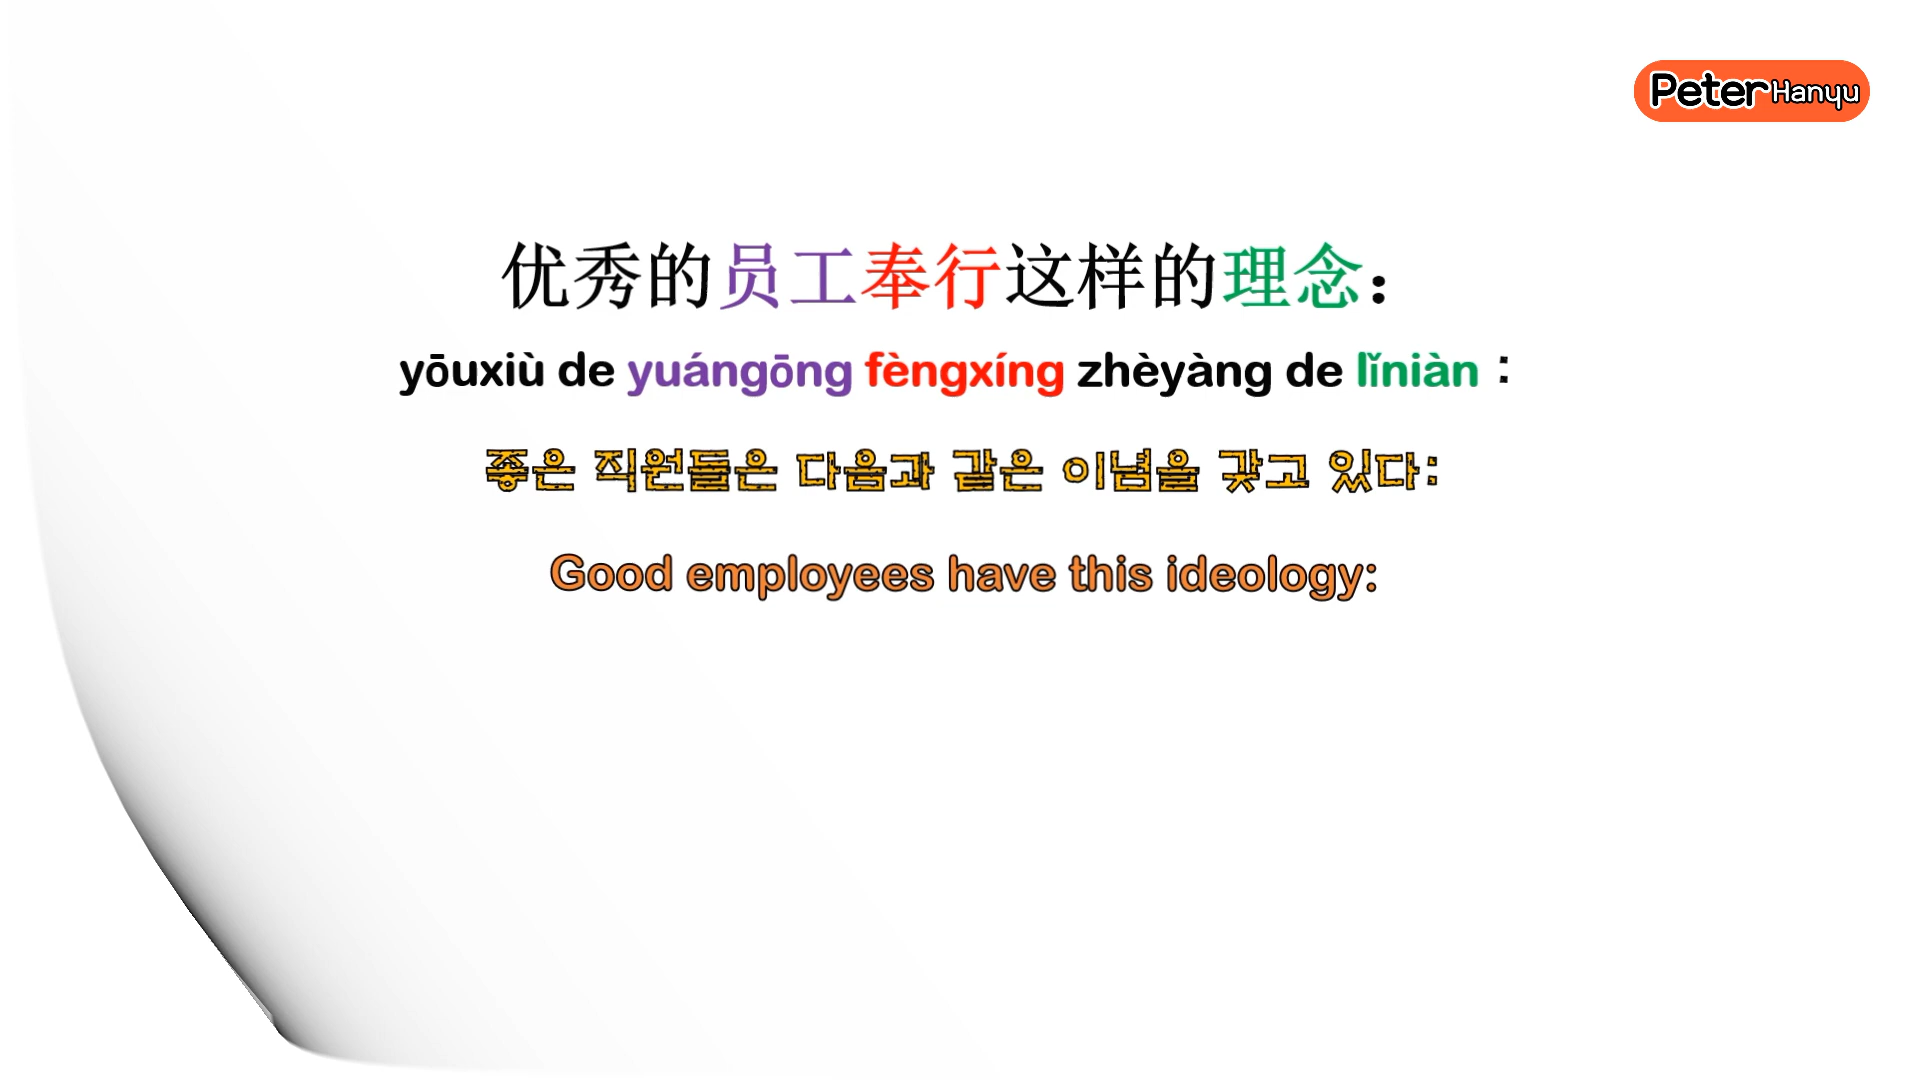 Peter Hanyu
优秀的员工奉行这样的理念：
yōuxiù de yuángōng fèngxíng zhèyàng de lǐniàn：
좋은 직원들은 다음과 같은 이념을 갖고 있다:
Good employees have this ideology: